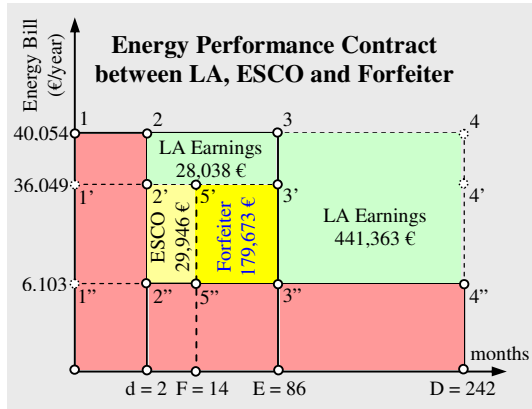 Energy Performance Contract
between LA, ESCO and Forfeiter
Energy Bill
(€/year)
1
2
3
4
40.054
LA Earnings
28,038 €
36.049
1'
2'
5'
3'
4'
ESCO
29,946 €
Forfeiter
179,673 €
LA Earnings
441,363 €
6.103
1”
2”
5”
3”
4”
months
d = 2
F = 14
E = 86
D = 242